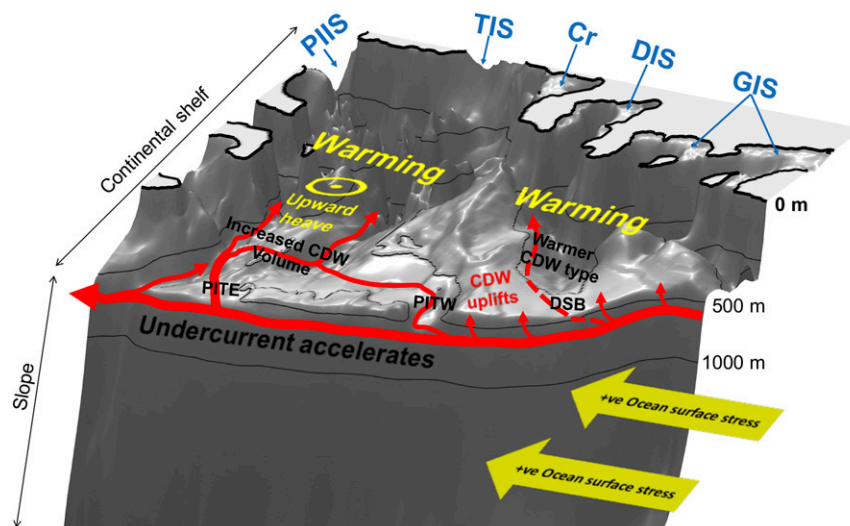 PIIS
TIS
Cr
DIS
GIS
Continental shelf
Warming
Upward
heave
Warming
0 m
Increased CDW
Volume
Warmer
CDW type
CDW
uplifts
PITE
PITW
DSB
500 m
Undercurrent accelerates
1000 m
Slope
+ve Ocean surface stress
+ve Ocean surface stress